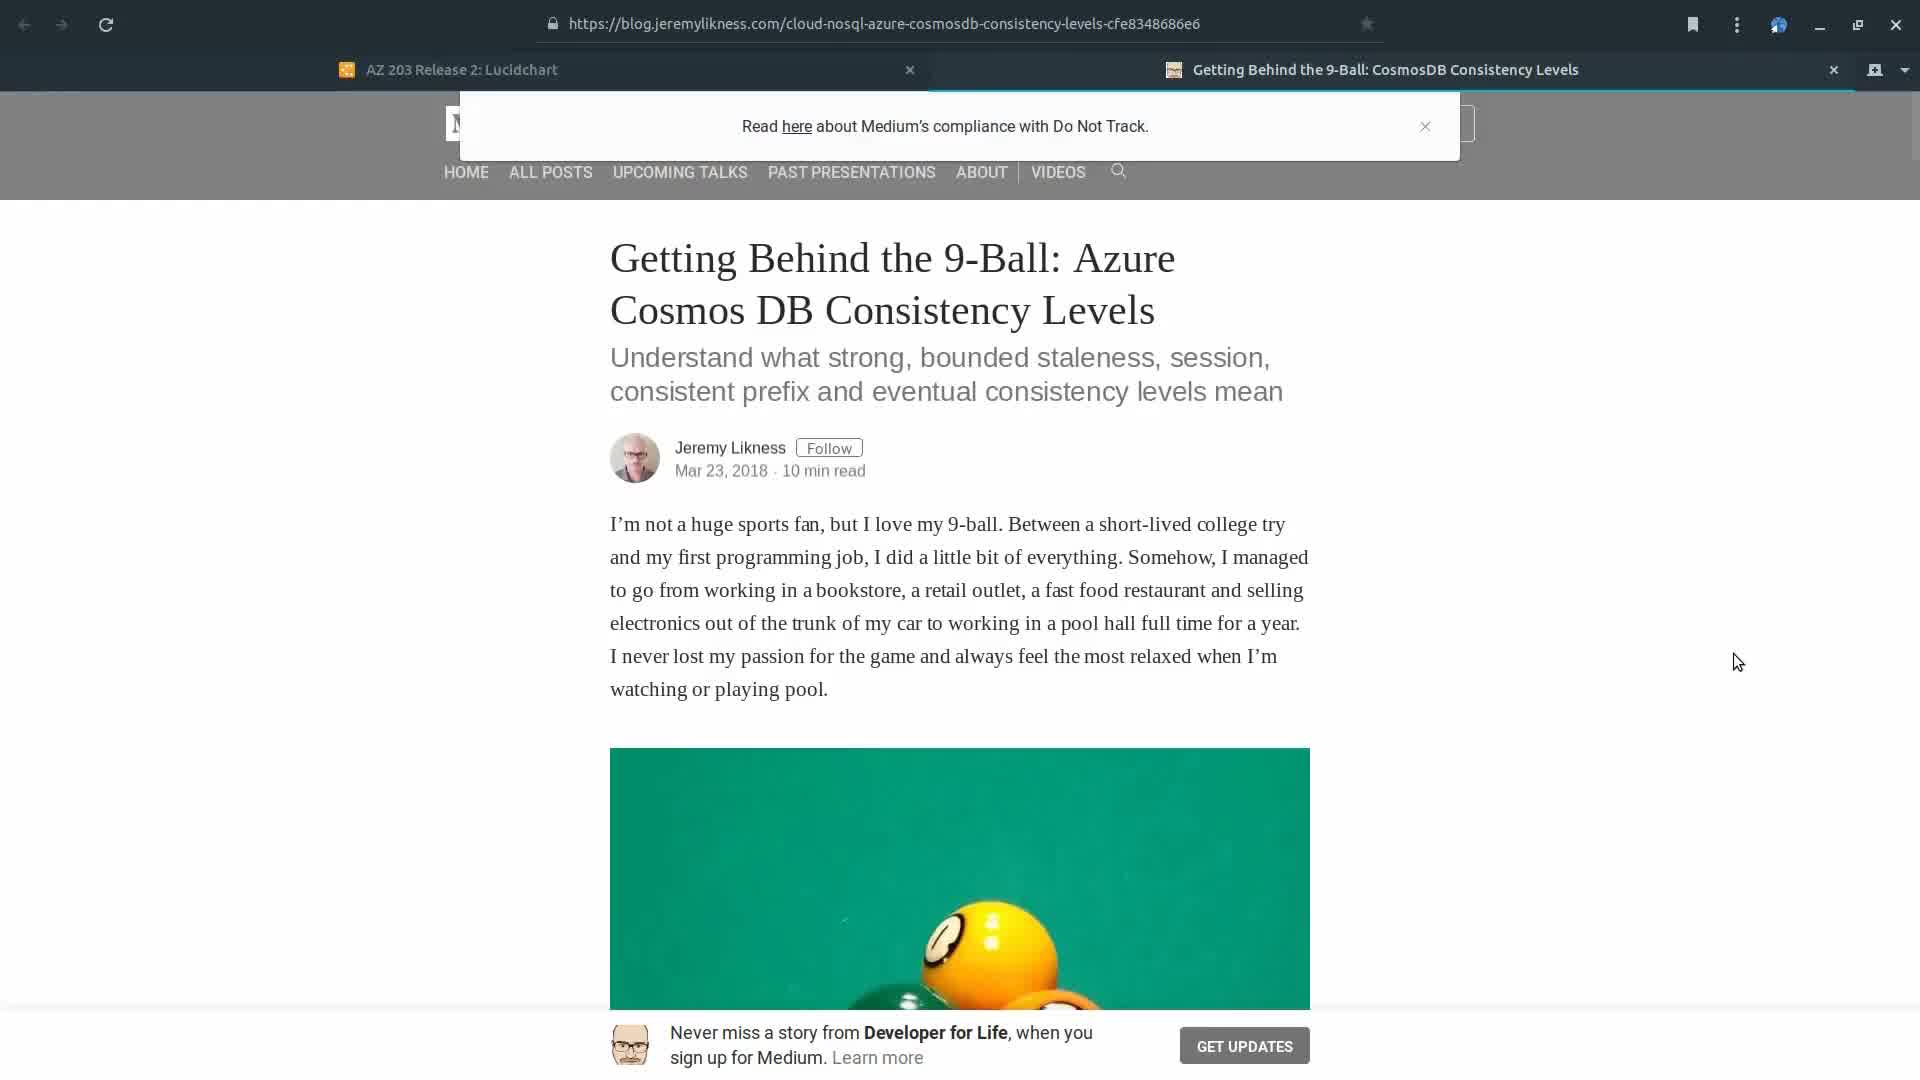 https://blog.jeremylikness.com/cloud-nosql-azure-cosmosdb-consistency-levels-cfe8348686e6
AZ 203 Release 2: Lucidchart
Getting Behind the 9-Ball: CosmosDB Consistency Levels
Read here about Medium’s compliance with Do Not Track.
HOME ALL POSTS UPCOMING TALKS PAST PRESENTATIONS ABOUT VIDEOS
Getting Behind the 9-Ball: Azure
Cosmos DB Consistency Levels
Understand what strong, bounded staleness, session,
consistent prefix and eventual consistency levels mean
Jeremy Likness Follow
Mar 23, 2018 · 10 min read
I’m not a huge sports fan, but I love my 9-ball. Between a short-lived college try
and my first programming job, I did a little bit of everything. Somehow, I managed
to go from working in a bookstore, a retail outlet, a fast food restaurant and selling
electronics out of the trunk of my car to working in a pool hall full time for a year.
I never lost my passion for the game and always feel the most relaxed when I’m
watching or playing pool.
Never miss a story from Developer for Life, when you
sign up for Medium. Learn more
GET UPDATES